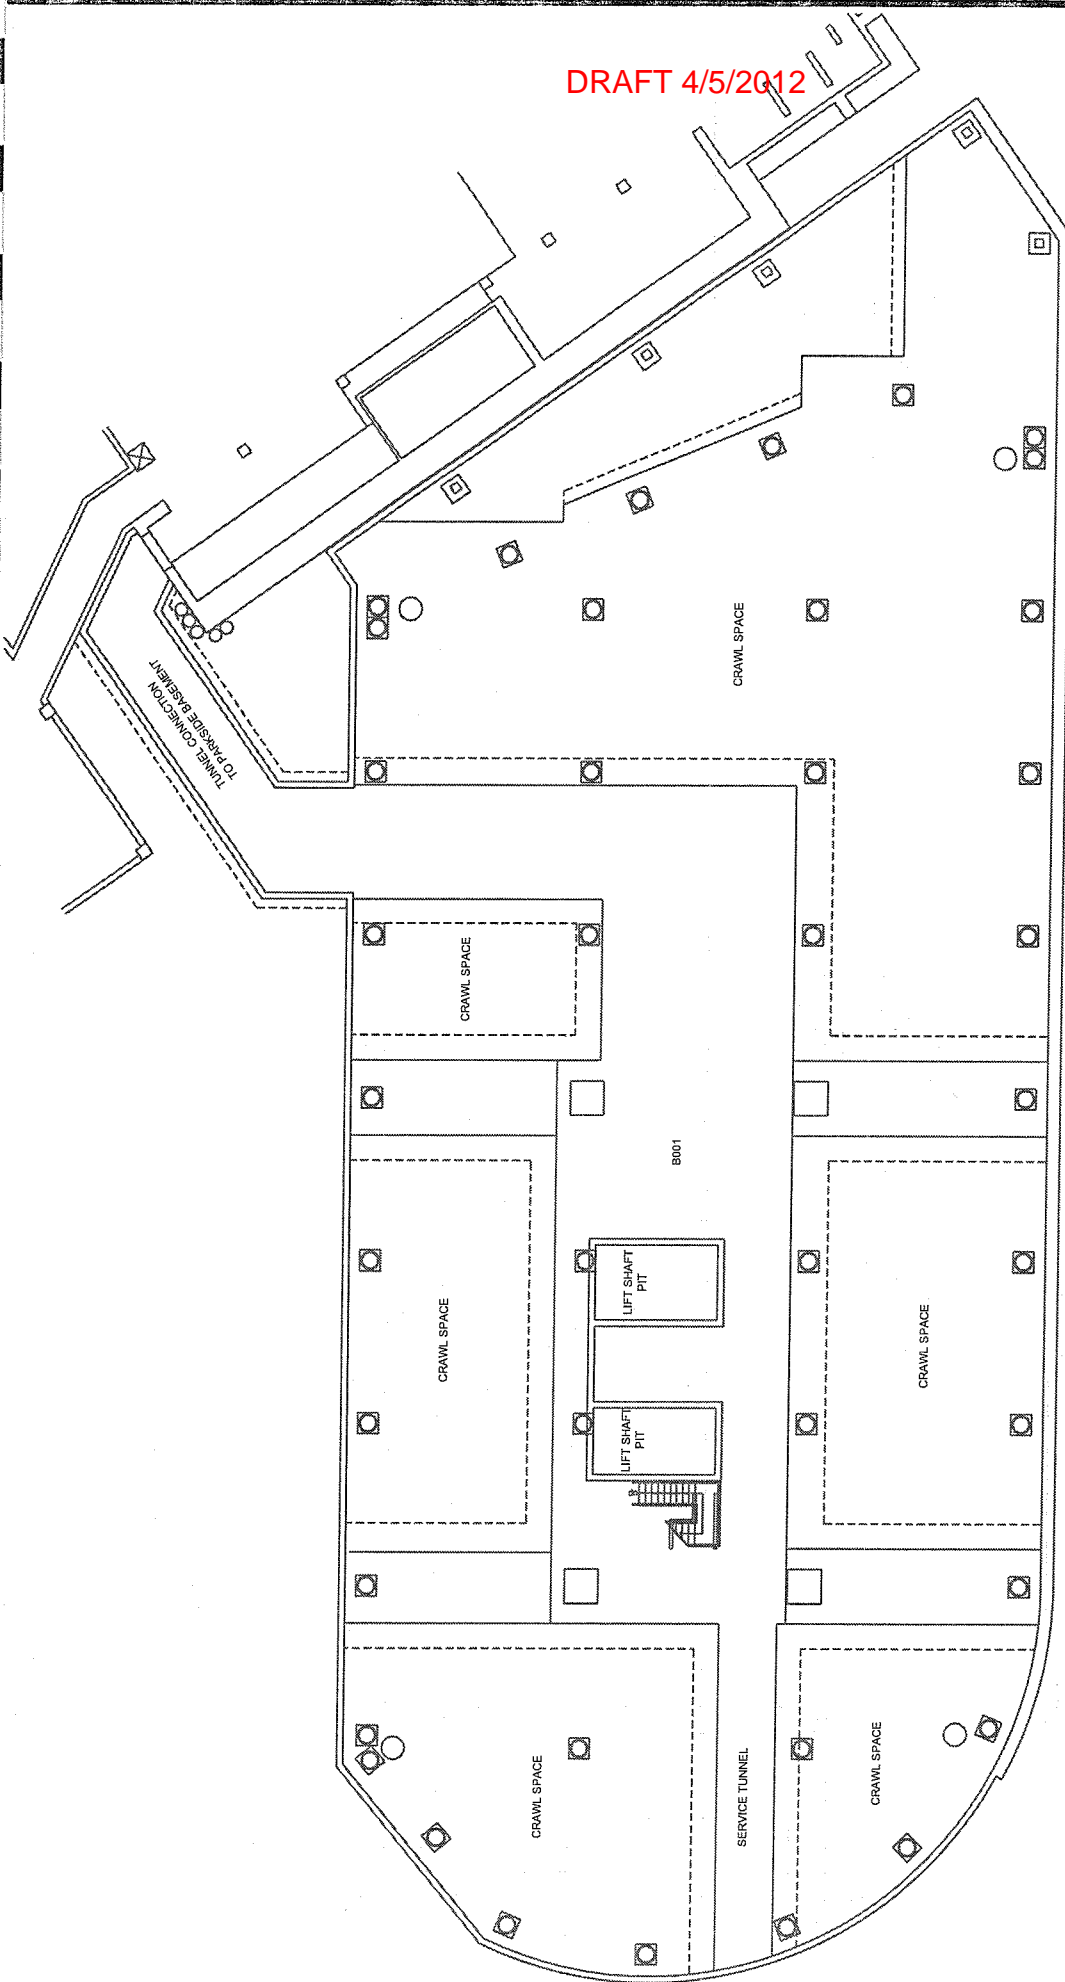 DRAFT 4/5/2012
TUNNEL CONNECTION
TO PARKSIDE BASEMENT
CRAWL SPACE
CRAWL SPACE
B001
LIFT SHAFT
PIT
CRAWL SPACE
CRAWL SPACE
LIFT SHAFT
PIT
CRAWL SPACE
SERVICE TUNNEL
CRAWL SPACE